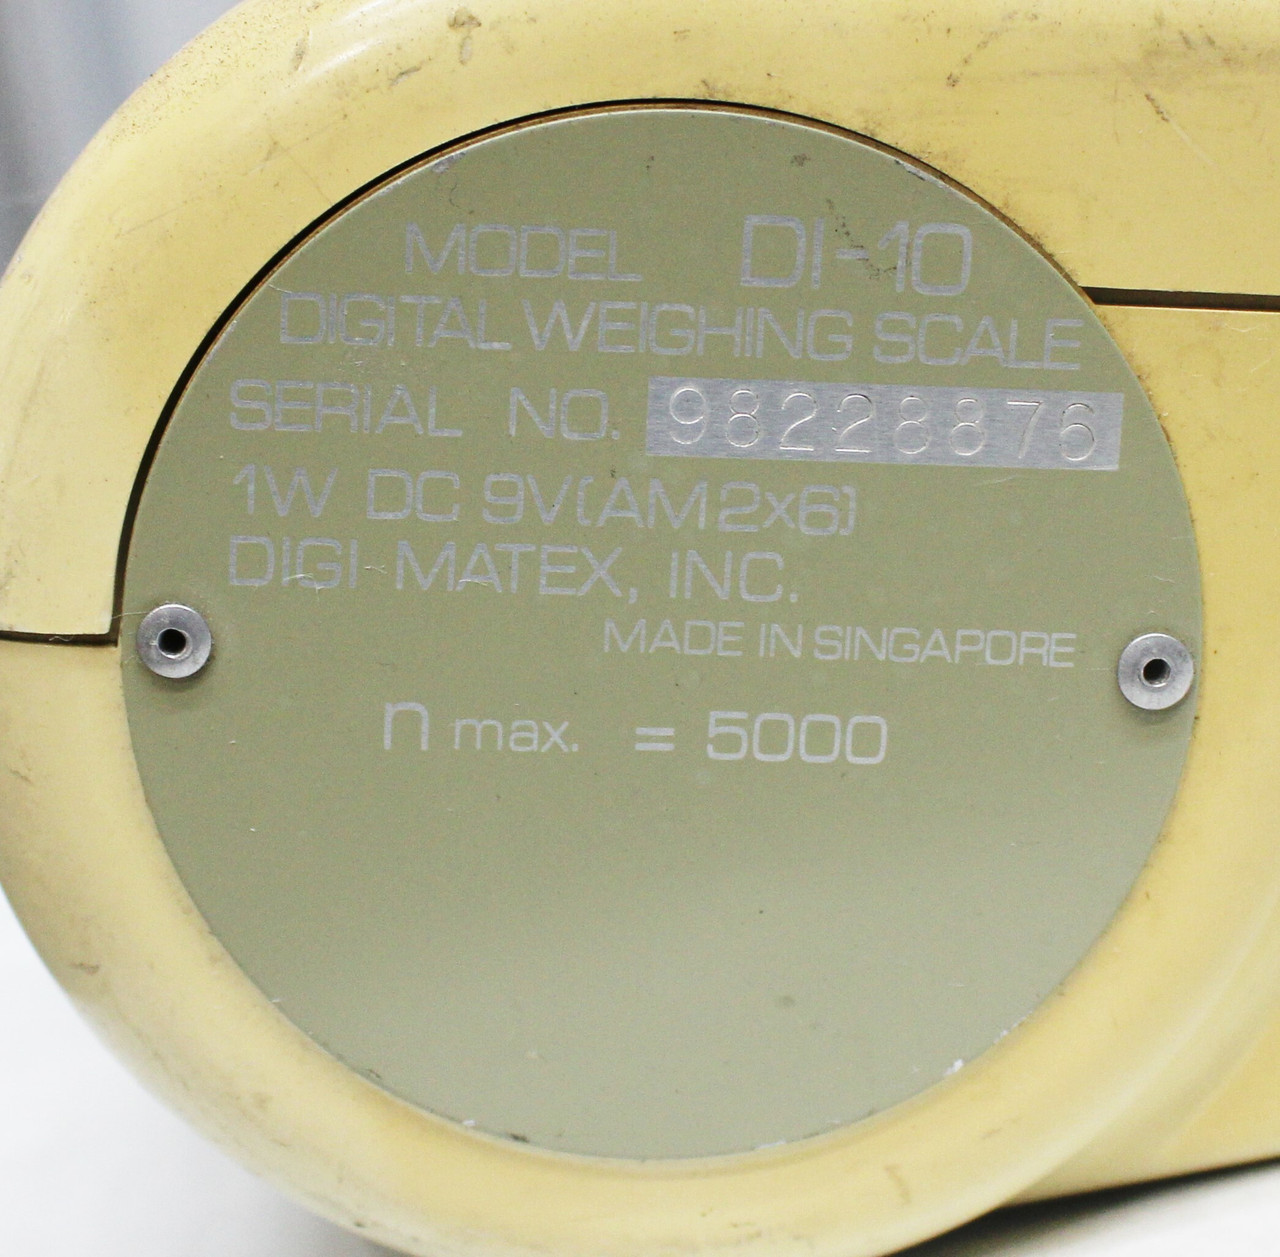 MODEL DI-10
DIGITAL WEIGHING SCALE
SERIAL NO. 98228876
1W DC 9V(AM2x6)
DIGI MATEX, INC.
MADE IN SINGAPORE
n max. = 5000